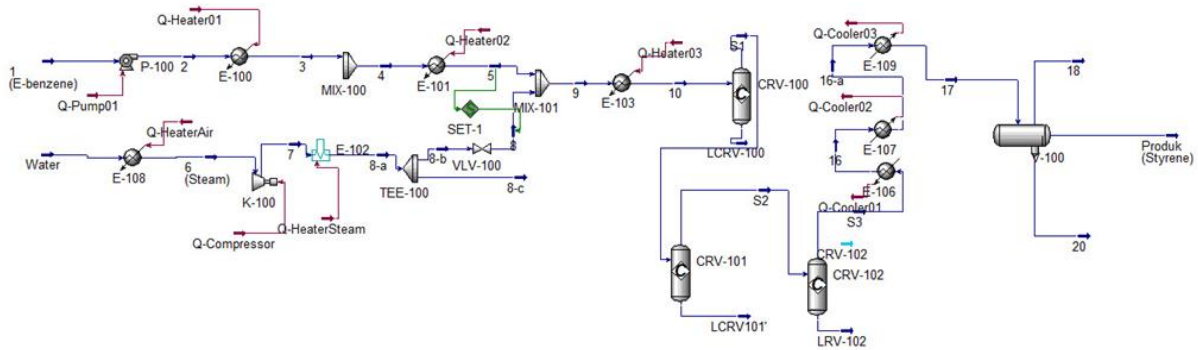 Q-Heater01
1
(E-benzene)
P-100
2
Q-Pump01
E-100
3
MIX-100
4
Q-Heater02
E-101
5
SET-1
MIX-101
9
Q-Heater03
E-103
10
S1
CRV-100
LCRV-100
Water
Q-HeaterAir
E-108
6
(Steam)
7
K-100
Q-Compressor
E-102
Q-HeaterSteam
8-a
TEE-100
8-b
VLV-100
8
8-c
CRV-101
LCRV101'
S2
CRV-102
CRV-102
LRV-102
S3
Q-Cooler01
E-106
16
Q-Cooler02
E-107
16-a
Q-Cooler03
E-109
17
18
V-100
Produk
(Styrene)
20